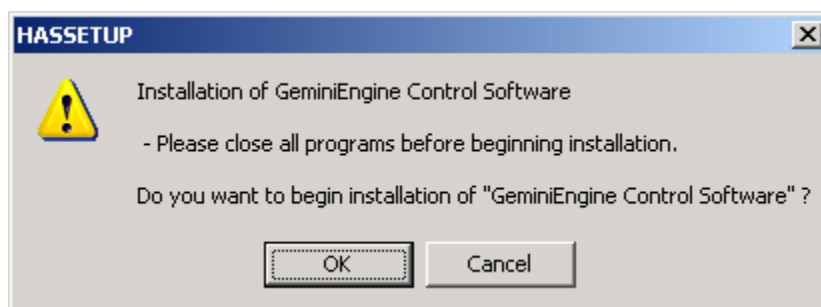 HASSETUP
Installation of GeminiEngine Control Software
- Please close all programs before beginning installation.
Do you want to begin installation of "GeminiEngine Control Software" ?
OK
Cancel